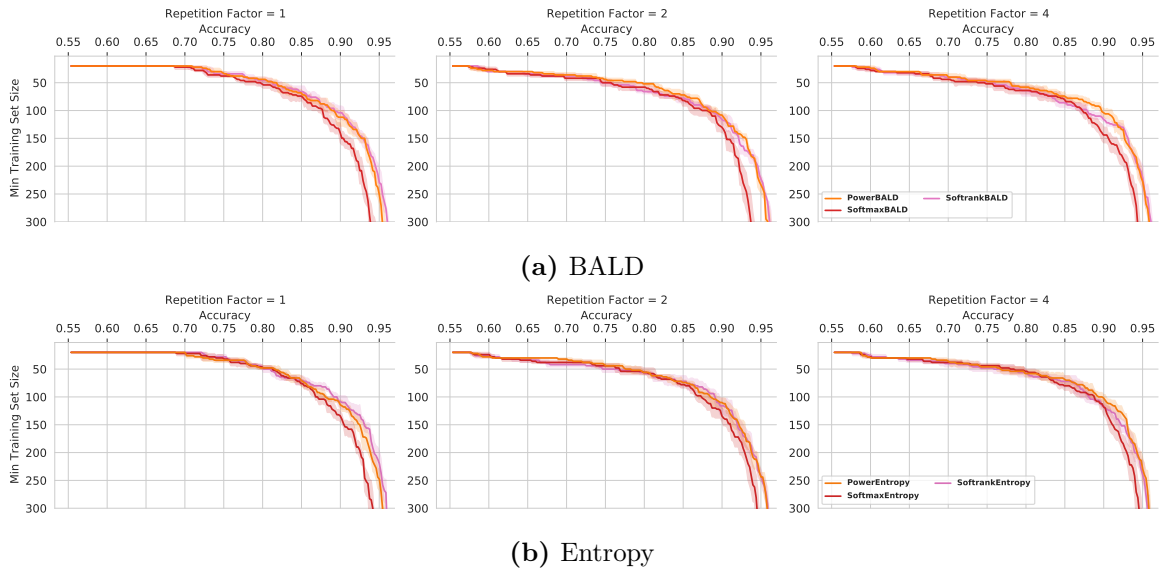 Repetition Factor = 1
Accuracy
0.55 0.60 0.65 0.70 0.75 0.80 0.85 0.90 0.95
Min Training Set Size
50
100
150
200
250
300
Repetition Factor = 2
Accuracy
0.55 0.60 0.65 0.70 0.75 0.80 0.85 0.90 0.95
50
100
150
200
250
300
Repetition Factor = 4
Accuracy
0.55 0.60 0.65 0.70 0.75 0.80 0.85 0.90 0.95
50
100
150
200
250
300
PowerBALD SoftrankBALD
SoftmaxBALD
(a) BALD
Repetition Factor = 1
Accuracy
0.55 0.60 0.65 0.70 0.75 0.80 0.85 0.90 0.95
Min Training Set Size
50
100
150
200
250
300
Repetition Factor = 2
Accuracy
0.55 0.60 0.65 0.70 0.75 0.80 0.85 0.90 0.95
50
100
150
200
250
300
Repetition Factor = 4
Accuracy
0.55 0.60 0.65 0.70 0.75 0.80 0.85 0.90 0.95
50
100
150
200
250
300
PowerEntropy SoftrankEntropy
SoftmaxEntropy
(b) Entropy